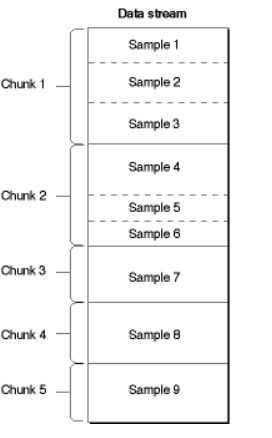 Data stream
Sample 1
Chunk 1
Sample 2
Sample 3
Sample 4
Chunk 2
Sample 5
Sample 6
Chunk 3
Sample 7
Chunk 4
Sample 8
Chunk 5
Sample 9